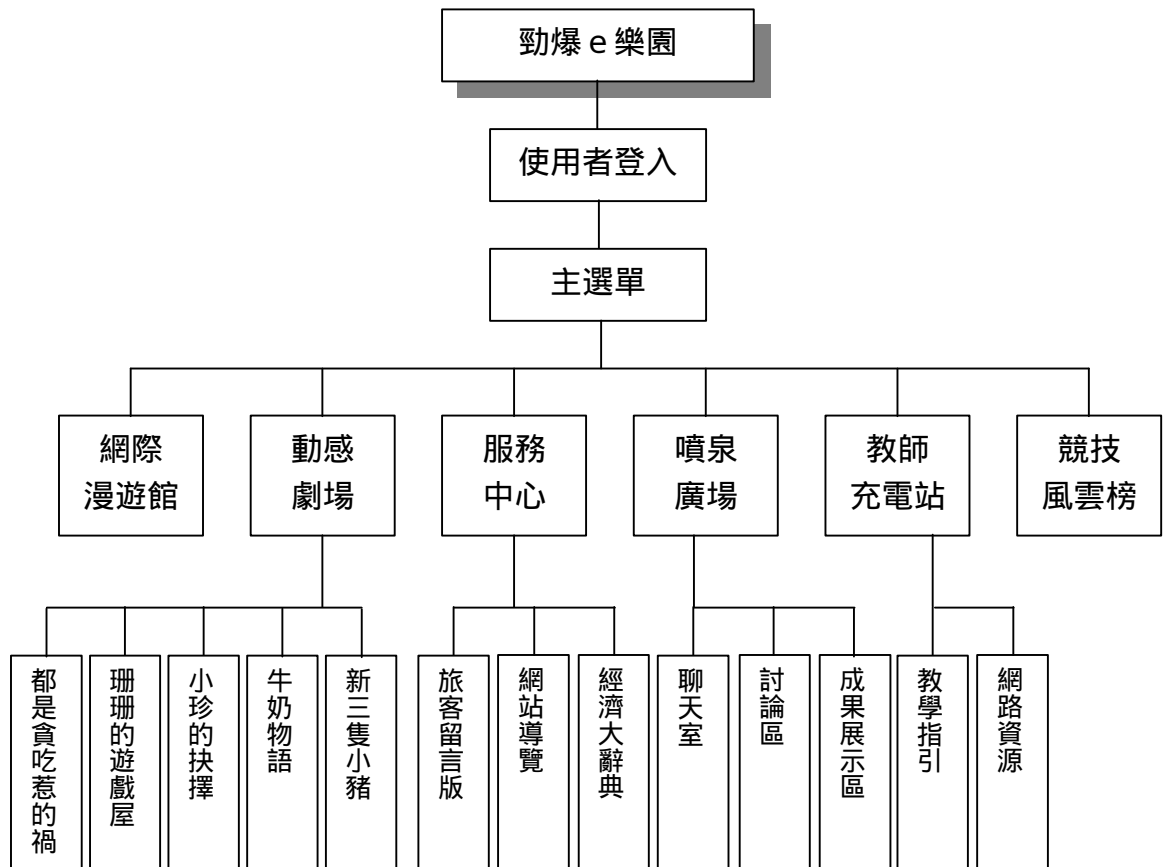 勁爆 e 樂園
使用者登入
主選單
網際
漫遊館
動感
劇場
服務
中心
噴泉
廣場
教師
充電站
競技
風雲榜
都是貪吃惹的禍
珊珊的遊戲屋
小珍的抉擇
牛奶物語
新三隻小豬
旅客留言版
網站導覽
經濟大辭典
聊天室
討論區
成果展示區
教學指引
網路資源